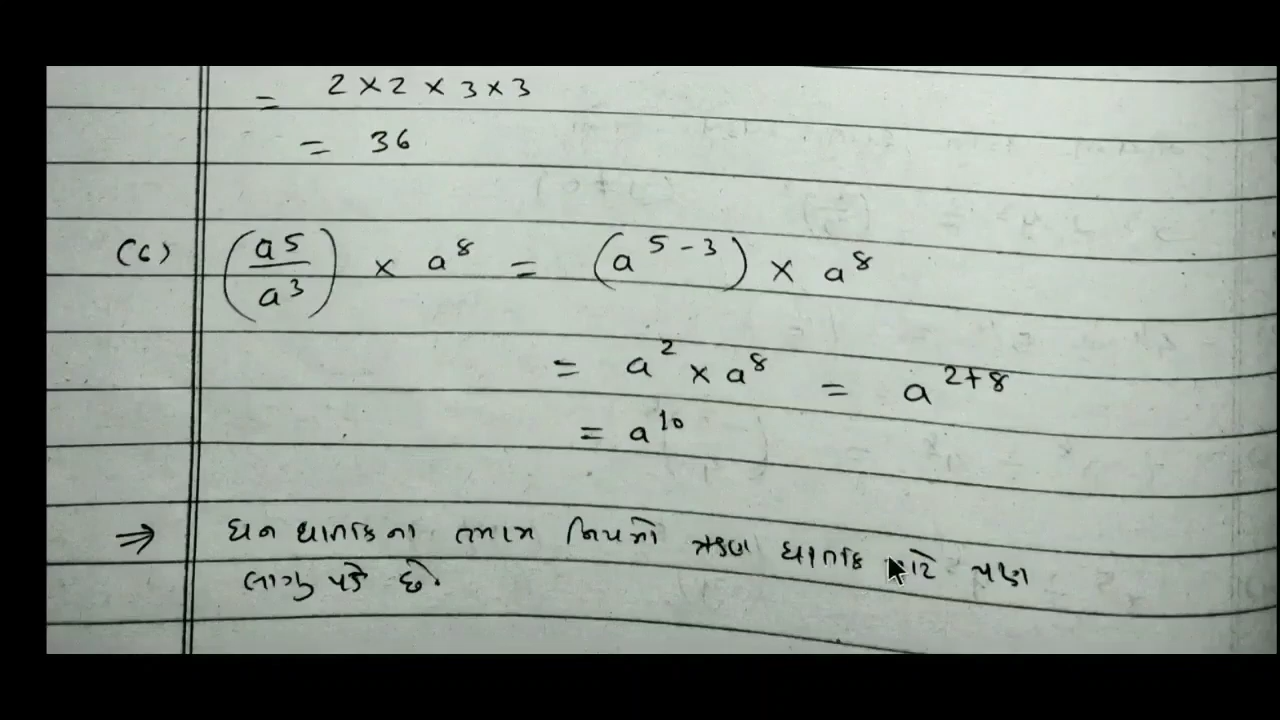 = 2 × 2 × 3 × 3
= 36
(6) (a⁵/a³) × a⁸ = (a⁵⁻³) × a⁸
= a² × a⁸ = a²⁺⁸
= a¹⁰
⇒ ધન ઘાતાંકના તમામ નિયમો ઋણ ઘાતાંક માટે પણ
લાગુ પડે છે.